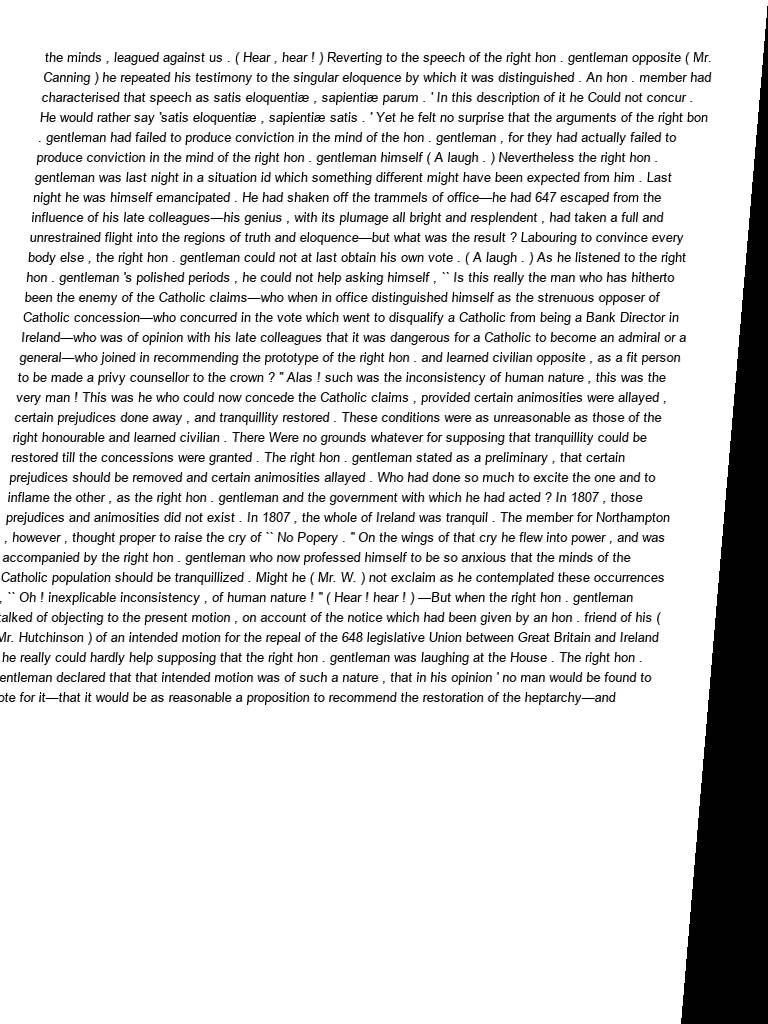 the minds , leagued against us . ( Hear , hear ! ) Reverting to the speech of the right hon . gentleman opposite ( Mr.
Canning ) he repeated his testimony to the singular eloquence by which it was distinguished . An hon . member had
characterised that speech as satis eloquentiæ , sapientiæ parum . ' In this description of it he Could not concur .
He would rather say 'satis eloquentiæ , sapientiæ satis . ' Yet he felt no surprise that the arguments of the right bon
. gentleman had failed to produce conviction in the mind of the hon . gentleman , for they had actually failed to
produce conviction in the mind of the right hon . gentleman himself ( A laugh . ) Nevertheless the right hon .
gentleman was last night in a situation id which something different might have been expected from him . Last
night he was himself emancipated . He had shaken off the trammels of office—he had 647 escaped from the
influence of his late colleagues—his genius , with its plumage all bright and resplendent , had taken a full and
unrestrained flight into the regions of truth and eloquence—but what was the result ? Labouring to convince every
body else , the right hon . gentleman could not at last obtain his own vote . ( A laugh . ) As he listened to the right
hon . gentleman 's polished periods , he could not help asking himself , `` Is this really the man who has hitherto
been the enemy of the Catholic claims—who when in office distinguished himself as the strenuous opposer of
Catholic concession—who concurred in the vote which went to disqualify a Catholic from being a Bank Director in
Ireland—who was of opinion with his late colleagues that it was dangerous for a Catholic to become an admiral or a
general—who joined in recommending the prototype of the right hon . and learned civilian opposite , as a fit person
to be made a privy counsellor to the crown ? '' Alas ! such was the inconsistency of human nature , this was the
very man ! This was he who could now concede the Catholic claims , provided certain animosities were allayed ,
certain prejudices done away , and tranquillity restored . These conditions were as unreasonable as those of the
right honourable and learned civilian . There Were no grounds whatever for supposing that tranquillity could be
restored till the concessions were granted . The right hon . gentleman stated as a preliminary , that certain
prejudices should be removed and certain animosities allayed . Who had done so much to excite the one and to
inflame the other , as the right hon . gentleman and the government with which he had acted ? In 1807 , those
prejudices and animosities did not exist . In 1807 , the whole of Ireland was tranquil . The member for Northampton
, however , thought proper to raise the cry of `` No Popery . '' On the wings of that cry he flew into power , and was
accompanied by the right hon . gentleman who now professed himself to be so anxious that the minds of the
Catholic population should be tranquillized . Might he ( Mr. W. ) not exclaim as he contemplated these occurrences
, `` Oh ! inexplicable inconsistency , of human nature ! '' ( Hear ! hear ! ) —But when the right hon . gentleman
talked of objecting to the present motion , on account of the notice which had been given by an hon . friend of his (
Mr. Hutchinson ) of an intended motion for the repeal of the 648 legislative Union between Great Britain and Ireland
he really could hardly help supposing that the right hon . gentleman was laughing at the House . The right hon .
entleman declared that that intended motion was of such a nature , that in his opinion ' no man would be found to
ote for it—that it would be as reasonable a proposition to recommend the restoration of the heptarchy—and